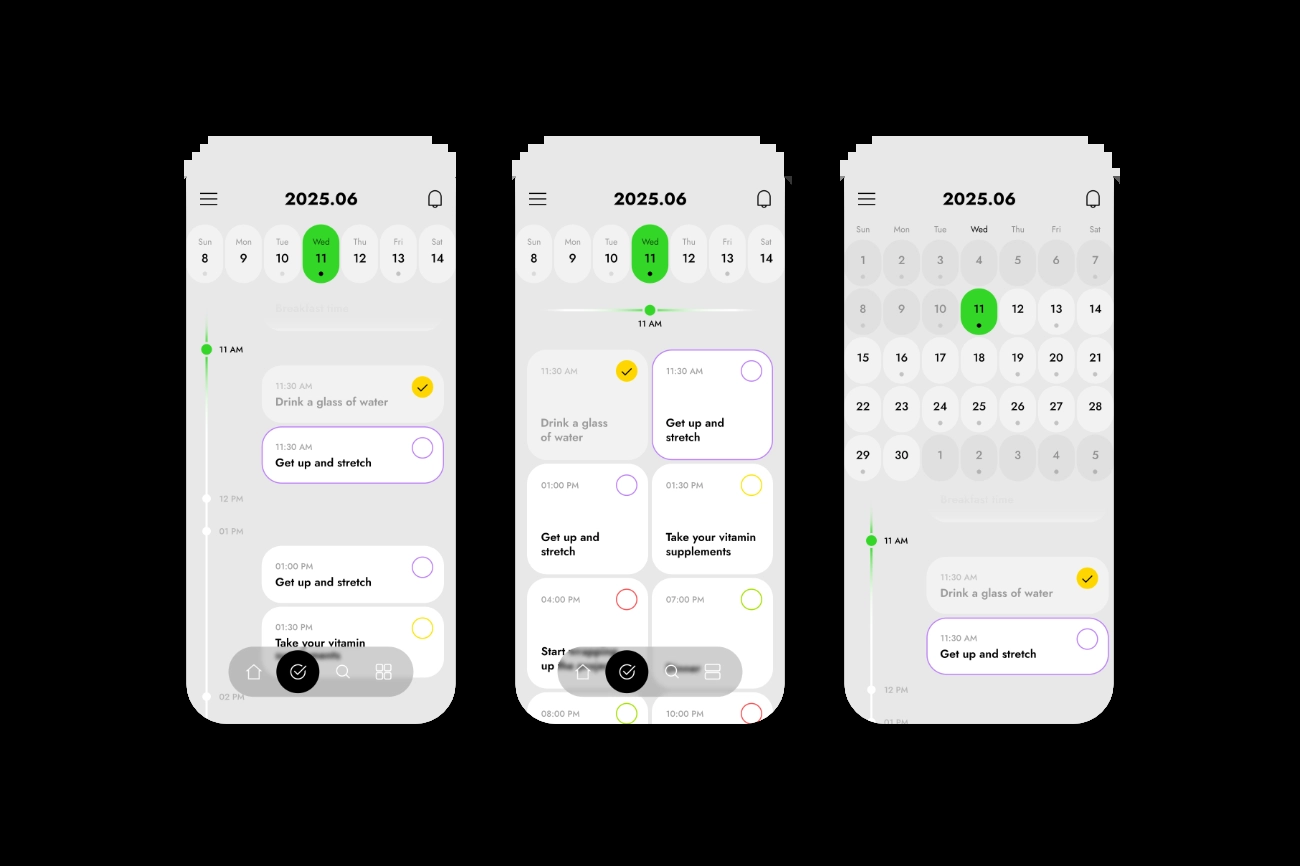 2025.06
Sun Mon Tue Wed Thu Fri Sat
8 9 10 11 12 13 14
Breakfast time
11 AM
11:30 AM
Drink a glass of water
11:30 AM
Get up and stretch
12 PM
01 PM
01:00 PM
Get up and stretch
01:30 PM
Take your vitamin
02 PM
2025.06
Sun Mon Tue Wed Thu Fri Sat
8 9 10 11 12 13 14
11 AM
11:30 AM
Drink a glass
of water
11:30 AM
Get up and
stretch
01:00 PM
Get up and
stretch
01:30 PM
Take your vitamin
supplements
04:00 PM
Start wrapping
up the
07:00 PM
Dinner
08:00 PM
10:00 PM
2025.06
Sun Mon Tue Wed Thu Fri Sat
1 2 3 4 5 6 7
8 9 10 11 12 13 14
15 16 17 18 19 20 21
22 23 24 25 26 27 28
29 30 1 2 3 4 5
Breakfast time
11 AM
11:30 AM
Drink a glass of water
11:30 AM
Get up and stretch
12 PM
01 PM